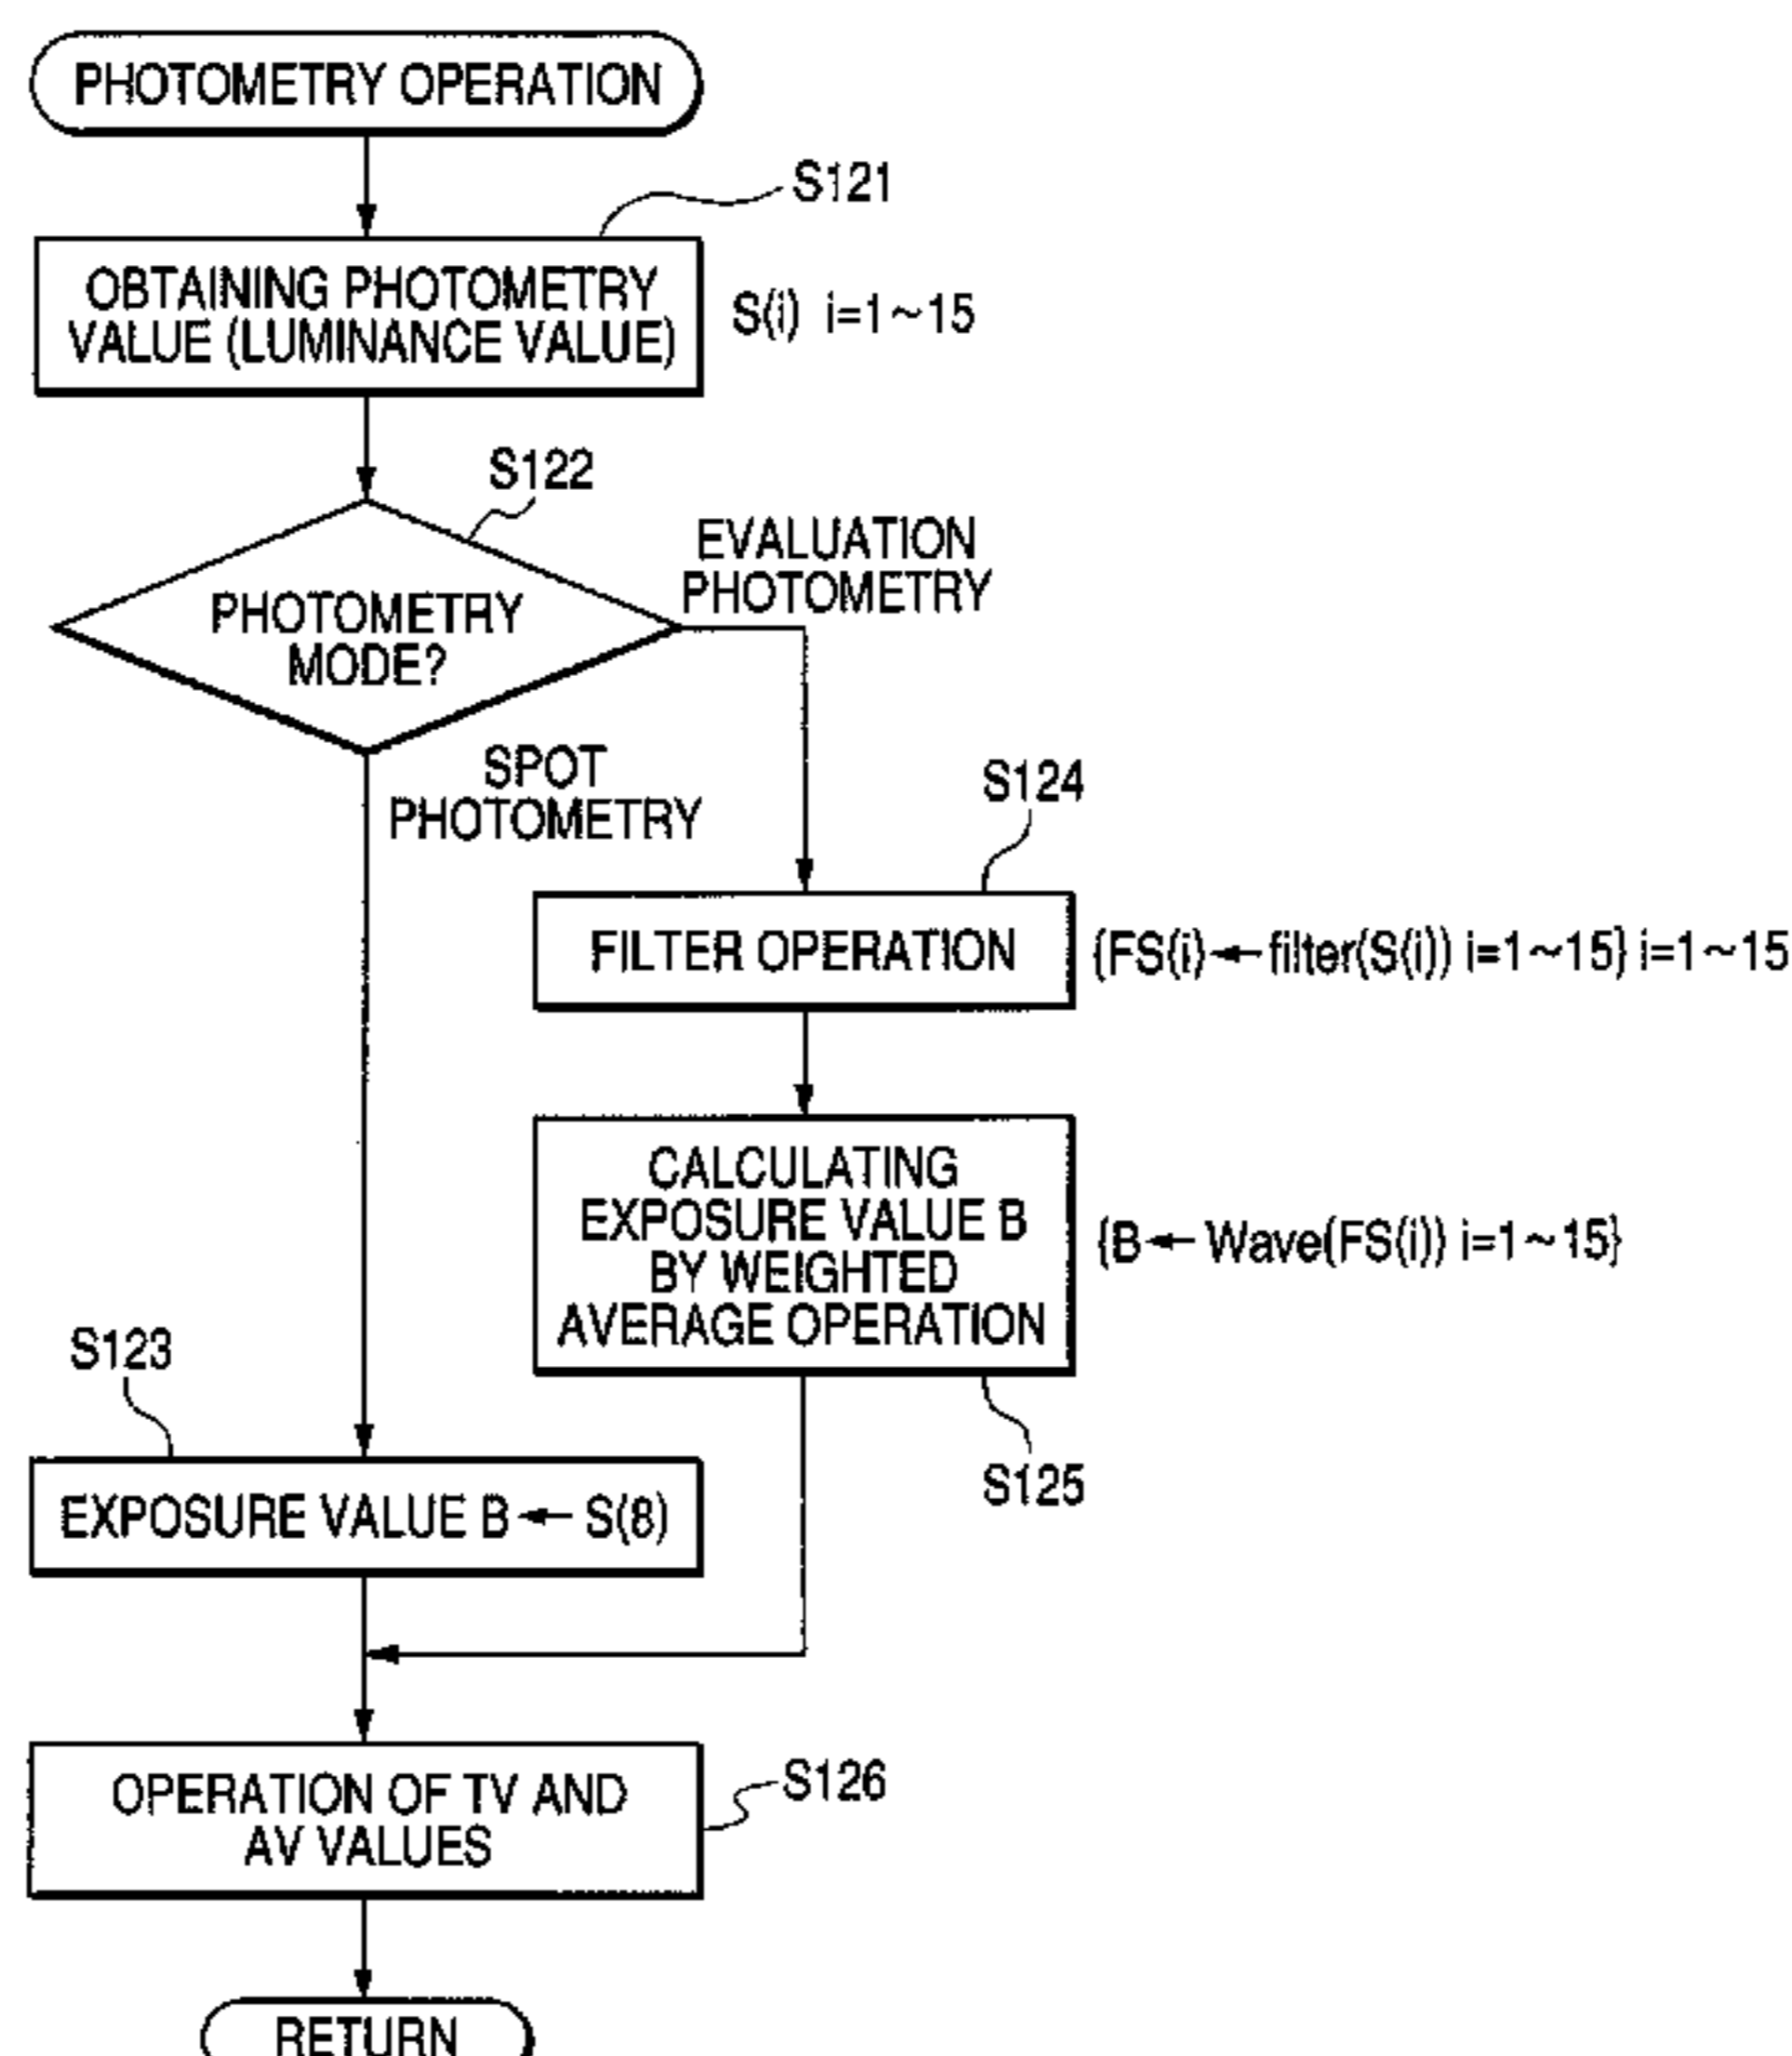 PHOTOMETRY OPERATION
S121
OBTAINING PHOTOMETRY
VALUE (LUMINANCE VALUE)
S(i) i=1~15
S122
PHOTOMETRY
MODE?
EVALUATION
PHOTOMETRY
SPOT
PHOTOMETRY
S124
FILTER OPERATION
{FS(i)←filter(S(i)) i=1~15} i=1~15
CALCULATING
EXPOSURE VALUE B
BY WEIGHTED
AVERAGE OPERATION
{B← Wave(FS(i)) i=1~15}
S125
S123
EXPOSURE VALUE B← S(8)
OPERATION OF TV AND
AV VALUES
S126
RETURN